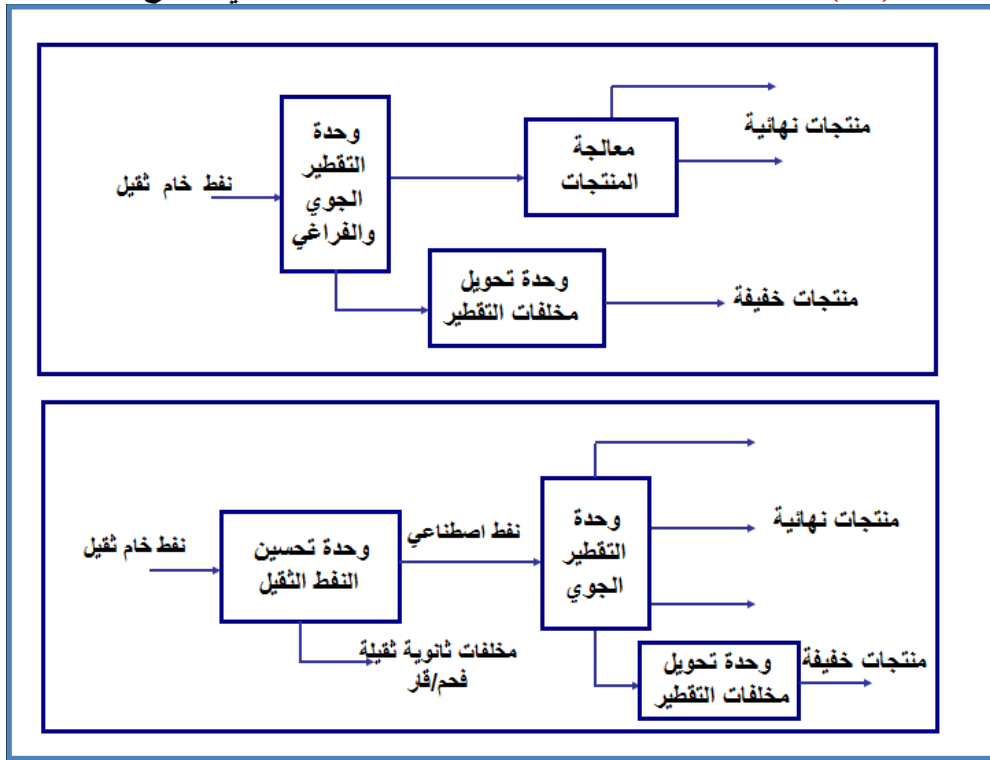 وحدة
التقطير
الجوي
والفراغي
نفط خام ثقيل
معالجة
المنتجات
منتجات نهائية
وحدة تحويل
مخلفات التقطير
منتجات خفيفة
نفط خام ثقيل
وحدة تحسين
النفط الثقيل
نفط اصطناعي
مخلفات ثانوية ثقيلة
فحم/قار
وحدة
التقطير
الجوي
منتجات نهائية
وحدة تحويل
مخلفات التقطير
منتجات خفيفة